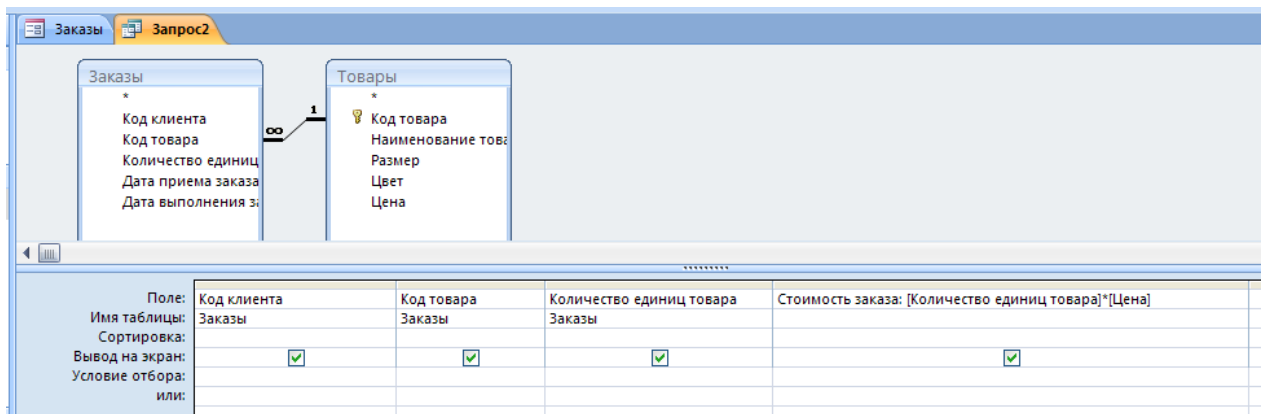 Заказы Запрос2
Заказы
*
Код клиента
Код товара
Количество единиц
Дата приема заказа
Дата выполнения за
∞ 1
Товары
*
Код товара
Наименование това
Размер
Цвет
Цена
Поле: Код клиента Код товара Количество единиц товара Стоимость заказа: [Количество единиц товара]*[Цена]
Имя таблицы: Заказы Заказы Заказы
Сортировка:
Вывод на экран:
Условие отбора:
или: